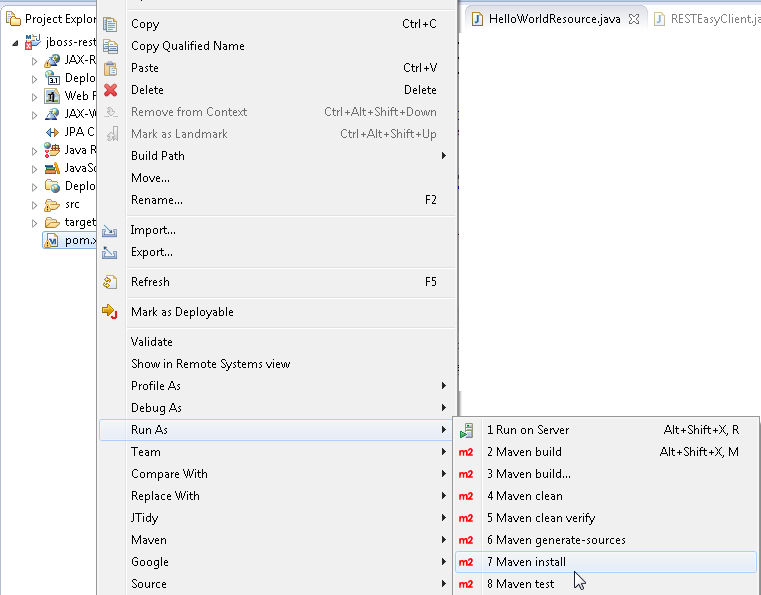 Project Explor
jboss-rest
JAX-R
Deplo
Web P
JAX-W
JPA C
Java R
JavaSc
Deplo
src
target
pom.x
Copy Ctrl+C
Copy Qualified Name
Paste Ctrl+V
Delete Delete
Remove from Context Ctrl+Alt+Shift+Down
Mark as Landmark Ctrl+Alt+Shift+Up
Build Path
Move...
Rename... F2
Import...
Export...
Refresh F5
Mark as Deployable
Validate
Show in Remote Systems view
Profile As
Debug As
Run As
Team
Compare With
Replace With
JTidy
Maven
Google
Source
HelloWorldResource.java
RESTEasyClient.ja
1 Run on Server Alt+Shift+X, R
m2 2 Maven build Alt+Shift+X, M
m2 3 Maven build...
m2 4 Maven clean
m2 5 Maven clean verify
m2 6 Maven generate-sources
m2 7 Maven install
m2 8 Maven test